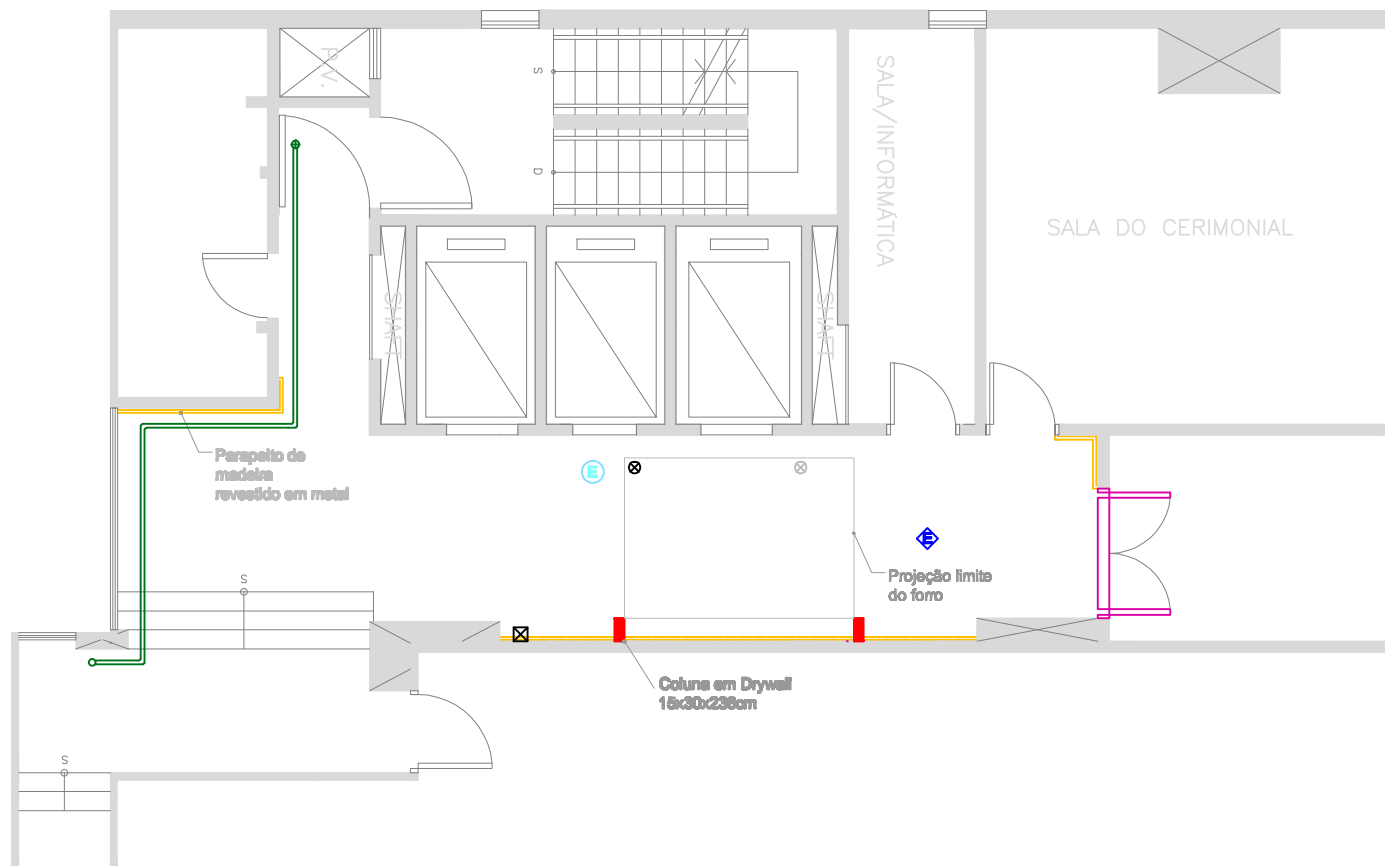 P.V.
S
D
SALA/INFORMÁTICA
SALA DO CERIMONIAL
SHAFT
SHAFT
Parapeito de
madeira
revestido em metal
E
E
Projeção limite
do forro
S
Coluna em Drywall
15x30x236cm
S